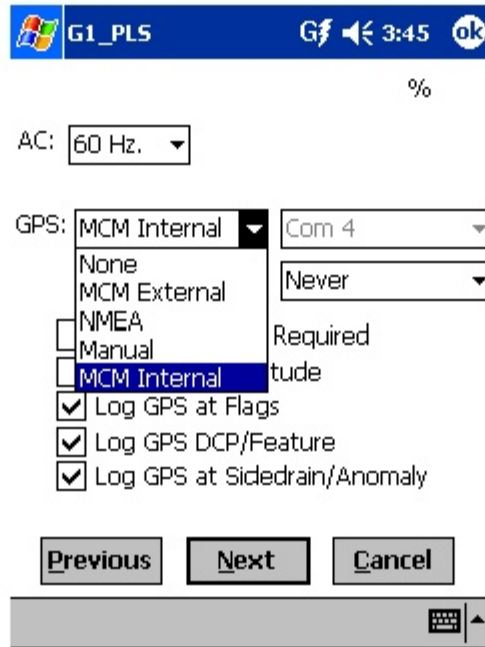 G1_PLS 3:45 ok
%
AC: 60 Hz.
GPS: MCM Internal Com 4
None
MCM External Never
NMEA
Manual Required
MCM Internal tude
Log GPS at Flags
Log GPS DCP/Feature
Log GPS at Sidedrain/Anomaly
Previous Next Cancel